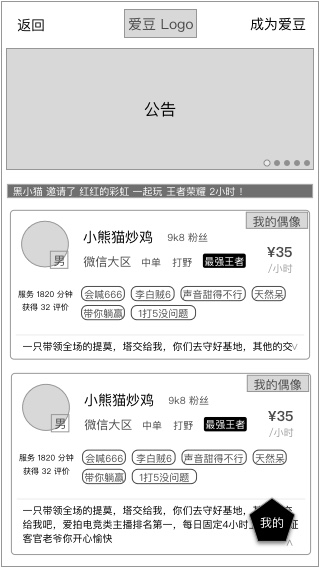 返回
爱豆 Logo
成为爱豆
公告
黑小猫 邀请了 红红的彩虹 一起玩 王者荣耀 2小时！
我的偶像
小熊猫炒鸡 9k8 粉丝
¥35
/小时
男
微信大区 中单 打野 最强王者
服务 1820 分钟
获得 32 评价
会喊666 李白贼6 声音甜得不行 天然呆
带你躺赢 1打5没问题
一只带领全场的提莫，塔交给我，你们去守好基地，其他的交
我的偶像
小熊猫炒鸡 9k8 粉丝
¥35
/小时
男
微信大区 中单 打野 最强王者
服务 1820 分钟
获得 32 评价
会喊666 李白贼6 声音甜得不行 天然呆
带你躺赢 1打5没问题
一只带领全场的提莫，塔交给我，你们去守好基地 交
给我吧，爱拍电竞类主播排名第一，每日固定4小时 证
客官老爷你开心愉快
我的